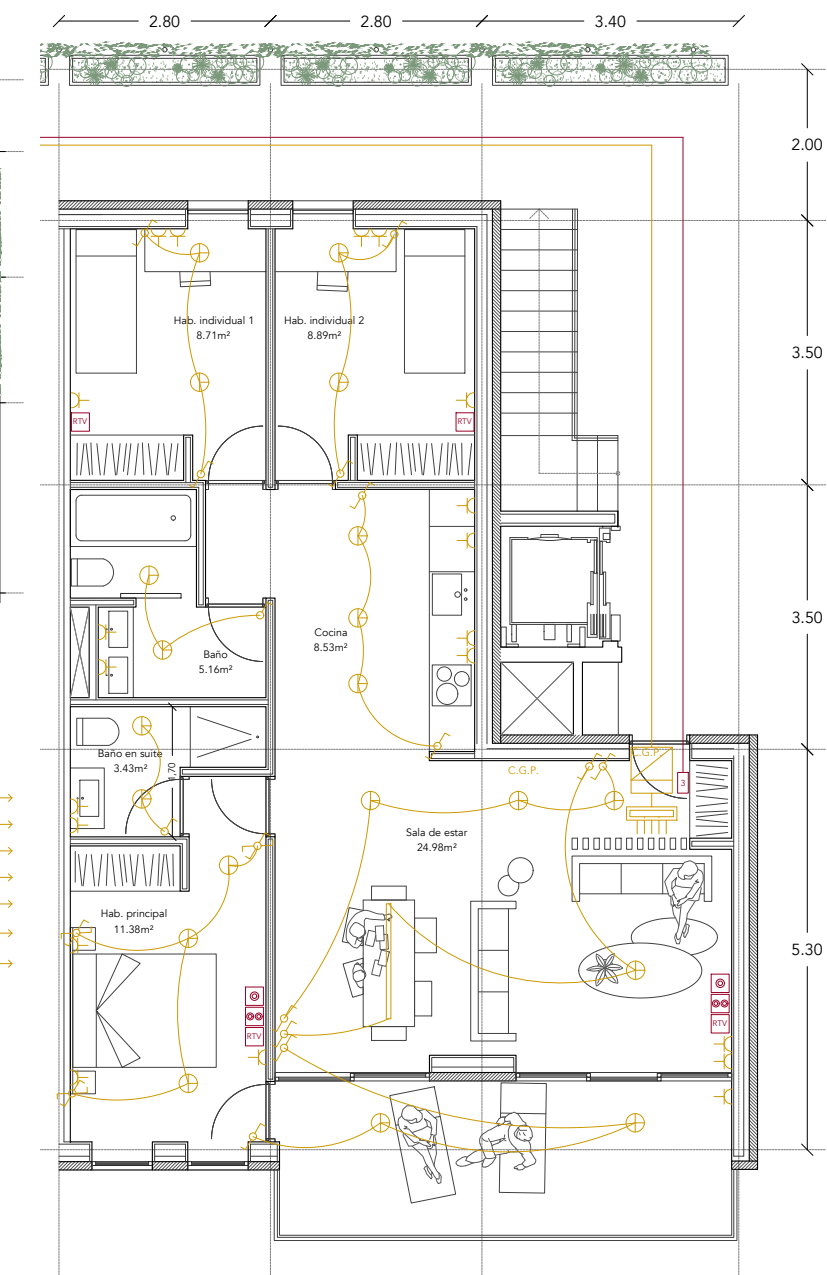 2.80
2.80
3.40
2.00
Hab. individual 1
8.71m²
Hab. individual 2
8.89m²
3.50
RTV
RTV
3.50
Cocina
8.53m²
Baño
5.16m²
Baño en suite
3.43m²
1.70
C.G.P.
C.G.P.
3
Sala de estar
24.98m²
Hab. principal
11.38m²
5.30
RTV
RTV